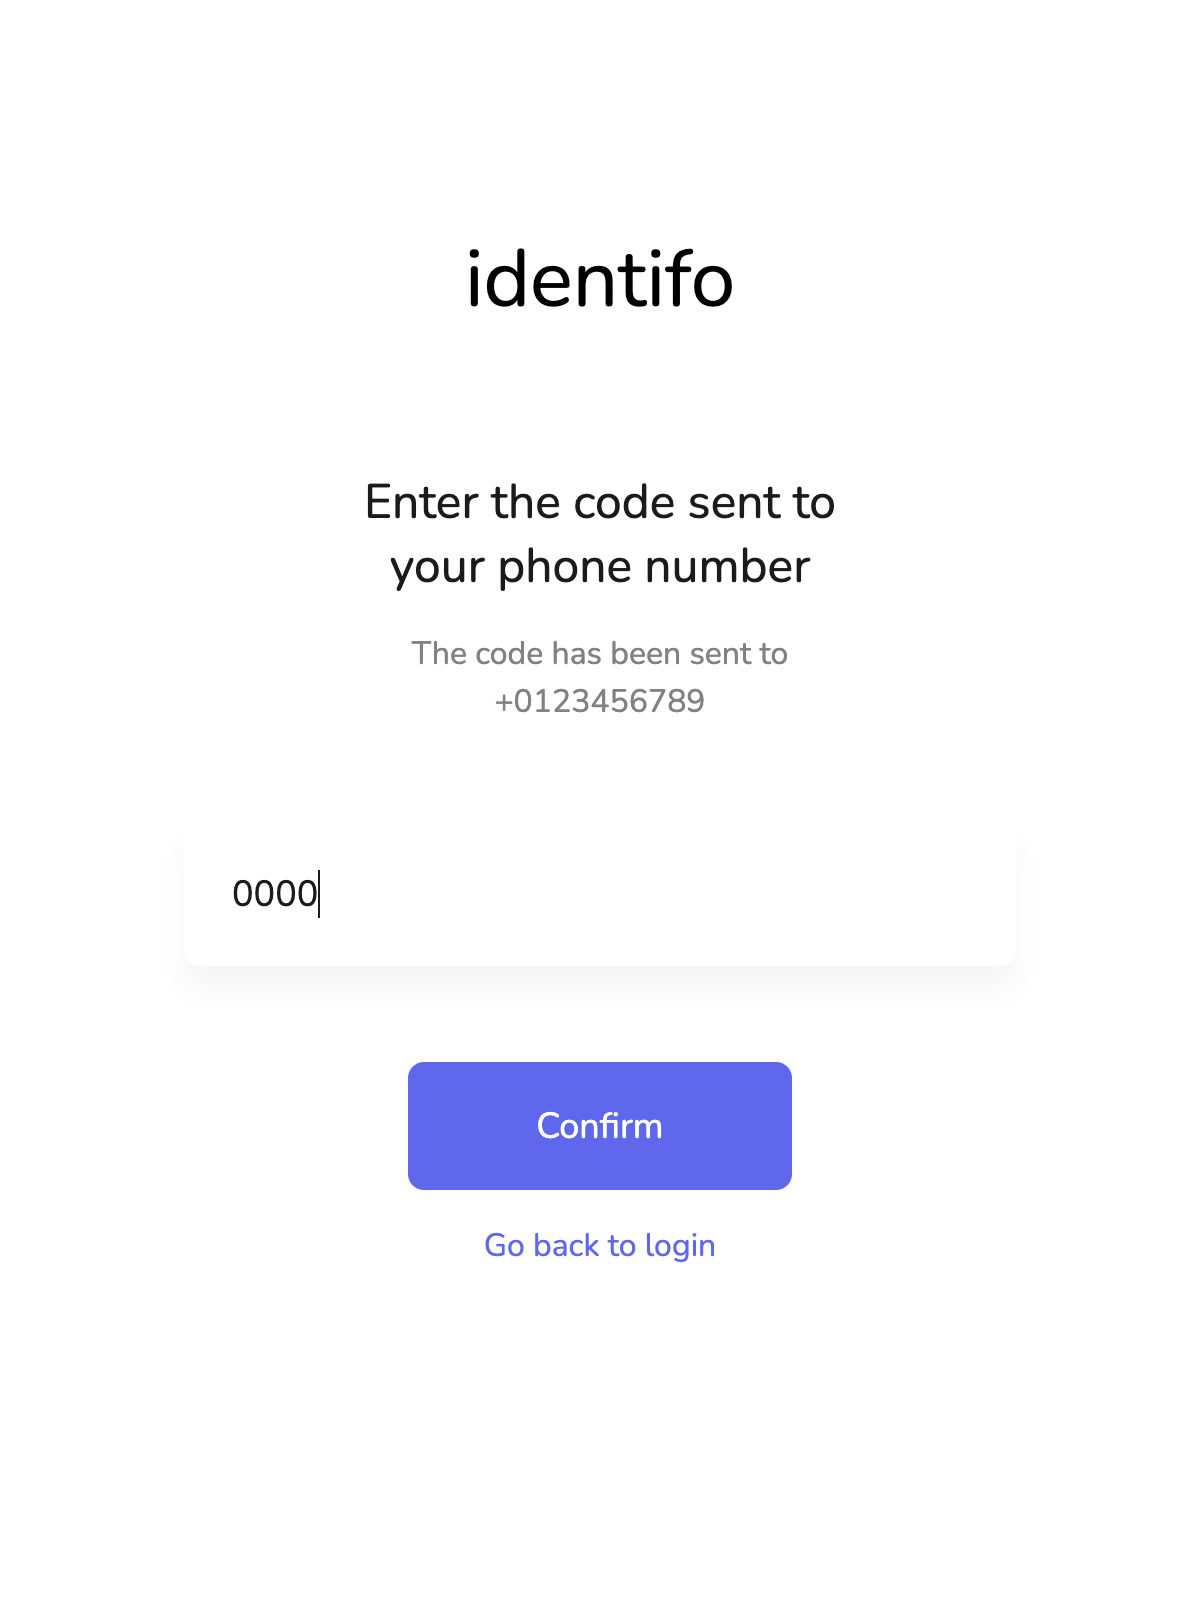 identifo
Enter the code sent to
your phone number
The code has been sent to
+0123456789
0000
Confirm
Go back to login